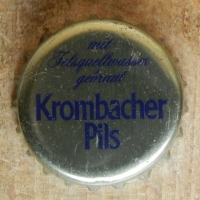 mit
Felsquellwasser
gebraut
Krombacher
Pils